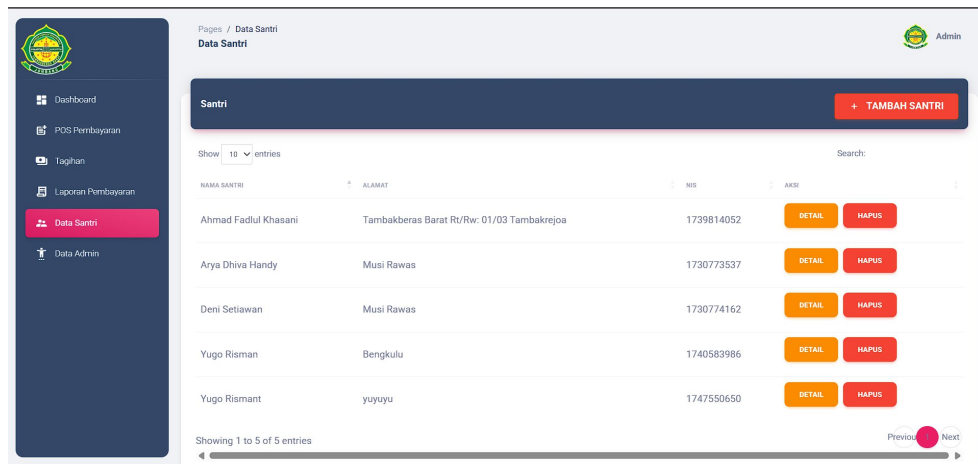 Pages / Data Santri
Data Santri
Admin
Dashboard
POS Pembayaran
Tagihan
Laporan Pembayaran
Data Santri
Data Admin
Santri
+ TAMBAH SANTRI
Show 10 entries
Search:
NAMA SANTRI ALAMAT NIS AKSI
Ahmad Fadlul Khasani Tambakberas Barat Rt/Rw: 01/03 Tambakrejoa 1739814052 DETAIL HAPUS
Arya Dhiva Handy Musi Rawas 1730773537 DETAIL HAPUS
Deni Setiawan Musi Rawas 1730774162 DETAIL HAPUS
Yugo Risman Bengkulu 1740583986 DETAIL HAPUS
Yugo Rismant yuyuyu 1747550650 DETAIL HAPUS
Showing 1 to 5 of 5 entries
Previou 1 Next